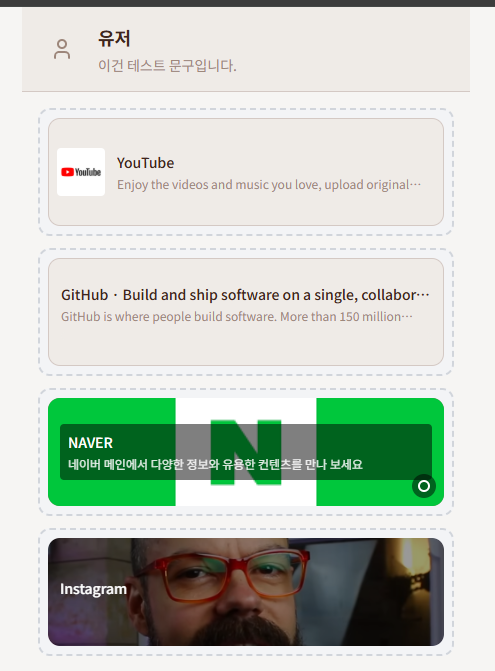 유저
이건 테스트 문구입니다.
YouTube
YouTube
Enjoy the videos and music you love, upload original…
GitHub · Build and ship software on a single, collabor…
GitHub is where people build software. More than 150 million…
N
NAVER
네이버 메인에서 다양한 정보와 유용한 컨텐츠를 만나 보세요
Instagram